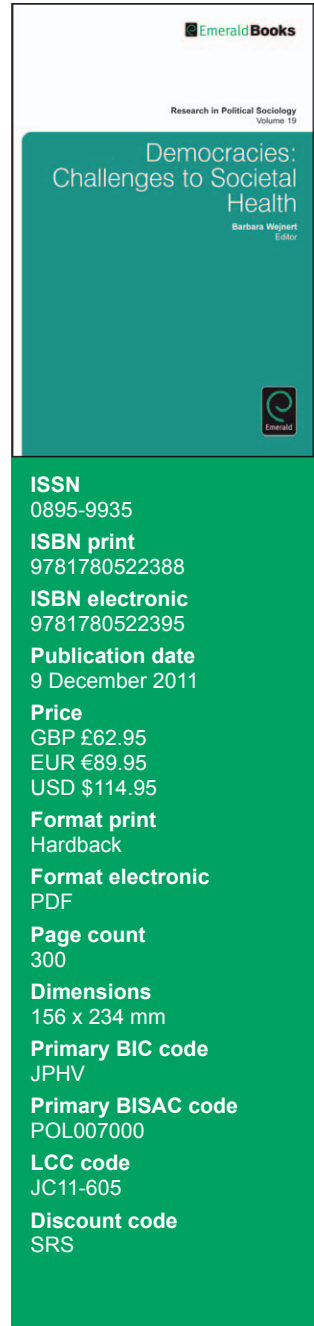 Emerald Books
Research in Political Sociology
Volume 19
Democracies:
Challenges to Societal
Health
Barbara Wejnert
Editor
Emerald
ISSN
0895-9935
ISBN print
9781780522388
ISBN electronic
9781780522395
Publication date
9 December 2011
Price
GBP £62.95
EUR €89.95
USD $114.95
Format print
Hardback
Format electronic
PDF
Page count
300
Dimensions
156 x 234 mm
Primary BIC code
JPHV
Primary BISAC code
POL007000
LCC code
JC11-605
Discount code
SRS